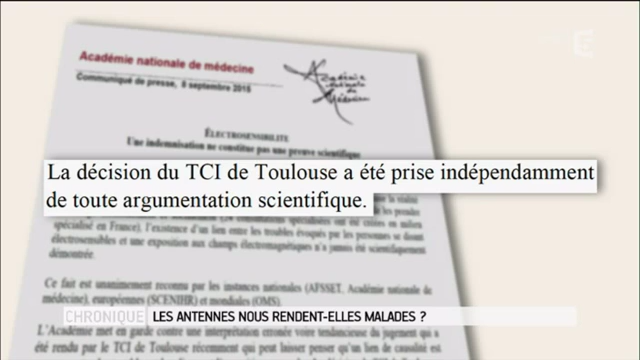 5
Académie nationale de médecine
Communiqué de presse, 8 septembre 2015
Académie
nationale
de
Médecine
ÉLECTROSENSIBILITE
Une indemnisation ne constitue pas une preuve scientifique
La décision du TCI de Toulouse a été prise indépendamment
de toute argumentation scientifique.
spécialisé en France), l'existence d'un lien entre les troubles évoqués par les personnes se disant
électrosensibles et une exposition aux champs électromagnétiques n'a jamais été scientifiquement
démontrée.
Ce fait est unanimement reconnu par les instances nationales (AFSSET, Académie nationale de
médecine), européennes (SCENIHR) et mondiales (OMS).
L'Académie met en garde contre une interprétation erronée voire tendancieuse du jugement qui a
été rendu par le TCI de Toulouse récemment qui peut laisser penser qu'un lien de causalité est
CHRONIQUE LES ANTENNES NOUS RENDENT-ELLES MALADES ?